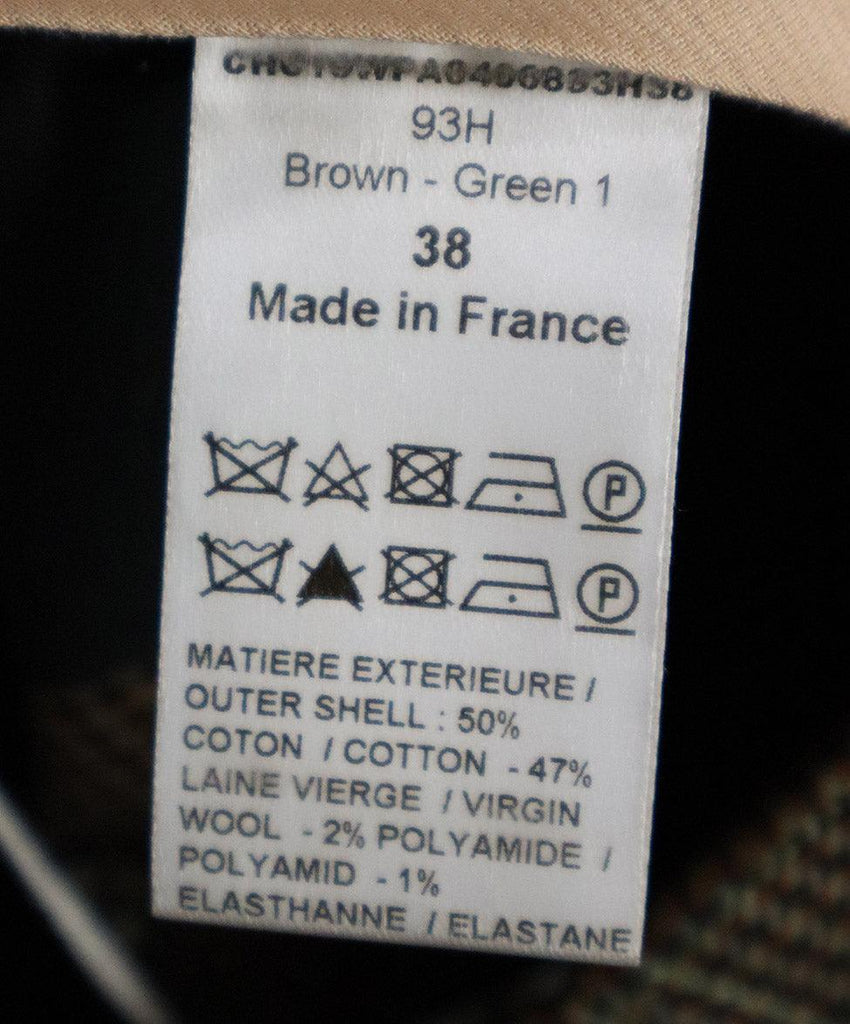 93H
Brown - Green 1
38
Made in France
P
P
MATIERE EXTERIEURE /
OUTER SHELL : 50%
COTON / COTTON - 47%
LAINE VIERGE / VIRGIN
WOOL - 2% POLYAMIDE /
POLYAMID - 1%
ELASTHANNE / ELASTANE